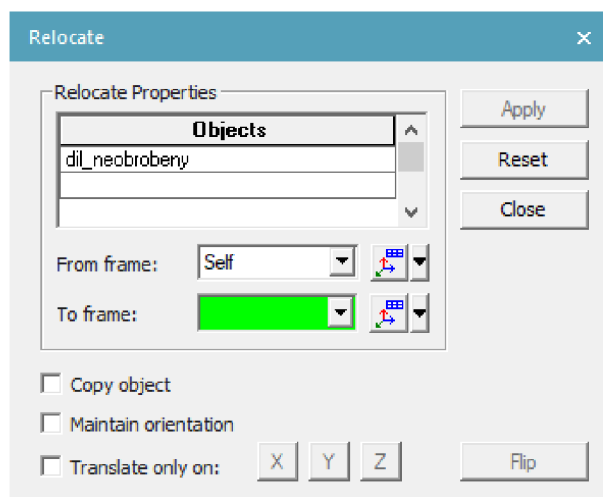 Relocate
Relocate Properties
Objects
dil_neobrobeny
From frame: Self
To frame:
Apply
Reset
Close
Copy object
Maintain orientation
Translate only on: X Y Z
Flip